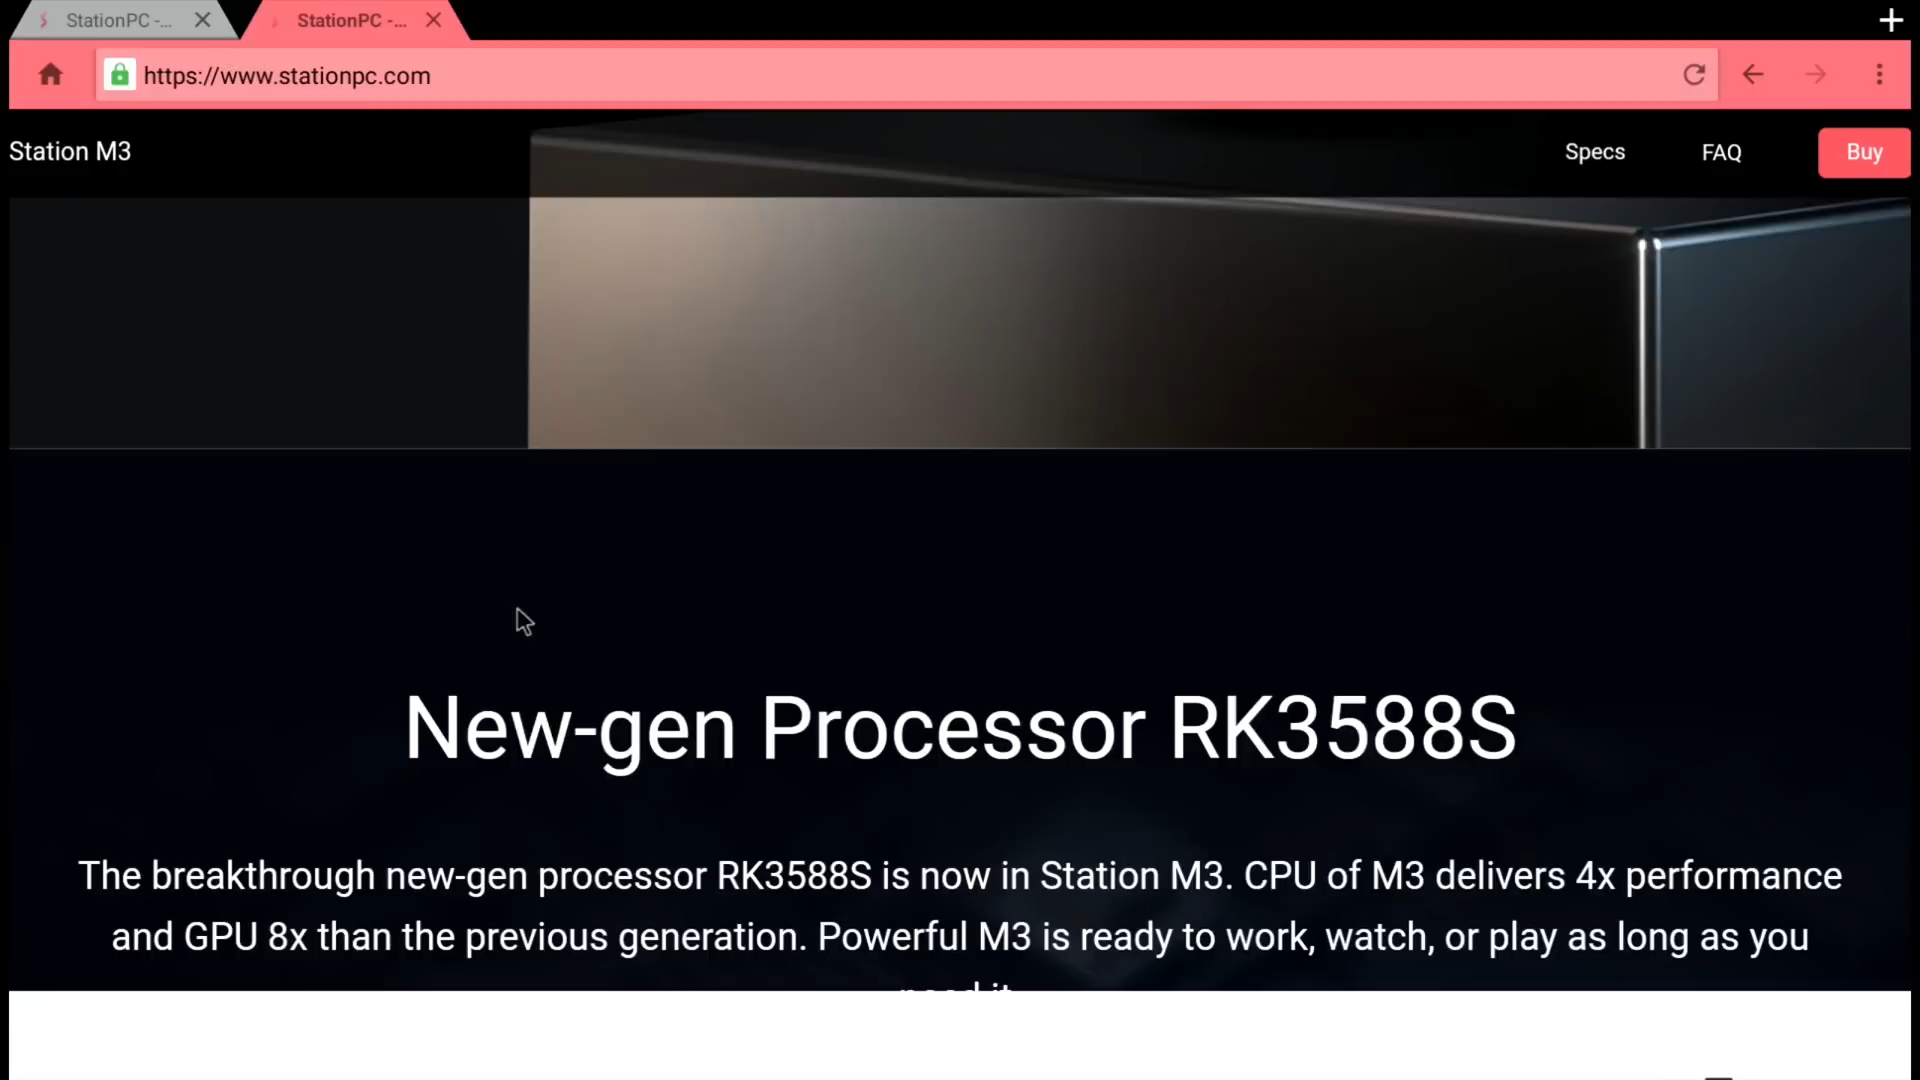 StationPC -...
StationPC -...
https://www.stationpc.com
Station M3
Specs
FAQ
Buy
New-gen Processor RK3588S
The breakthrough new-gen processor RK3588S is now in Station M3. CPU of M3 delivers 4x performance
and GPU 8x than the previous generation. Powerful M3 is ready to work, watch, or play as long as you
need it